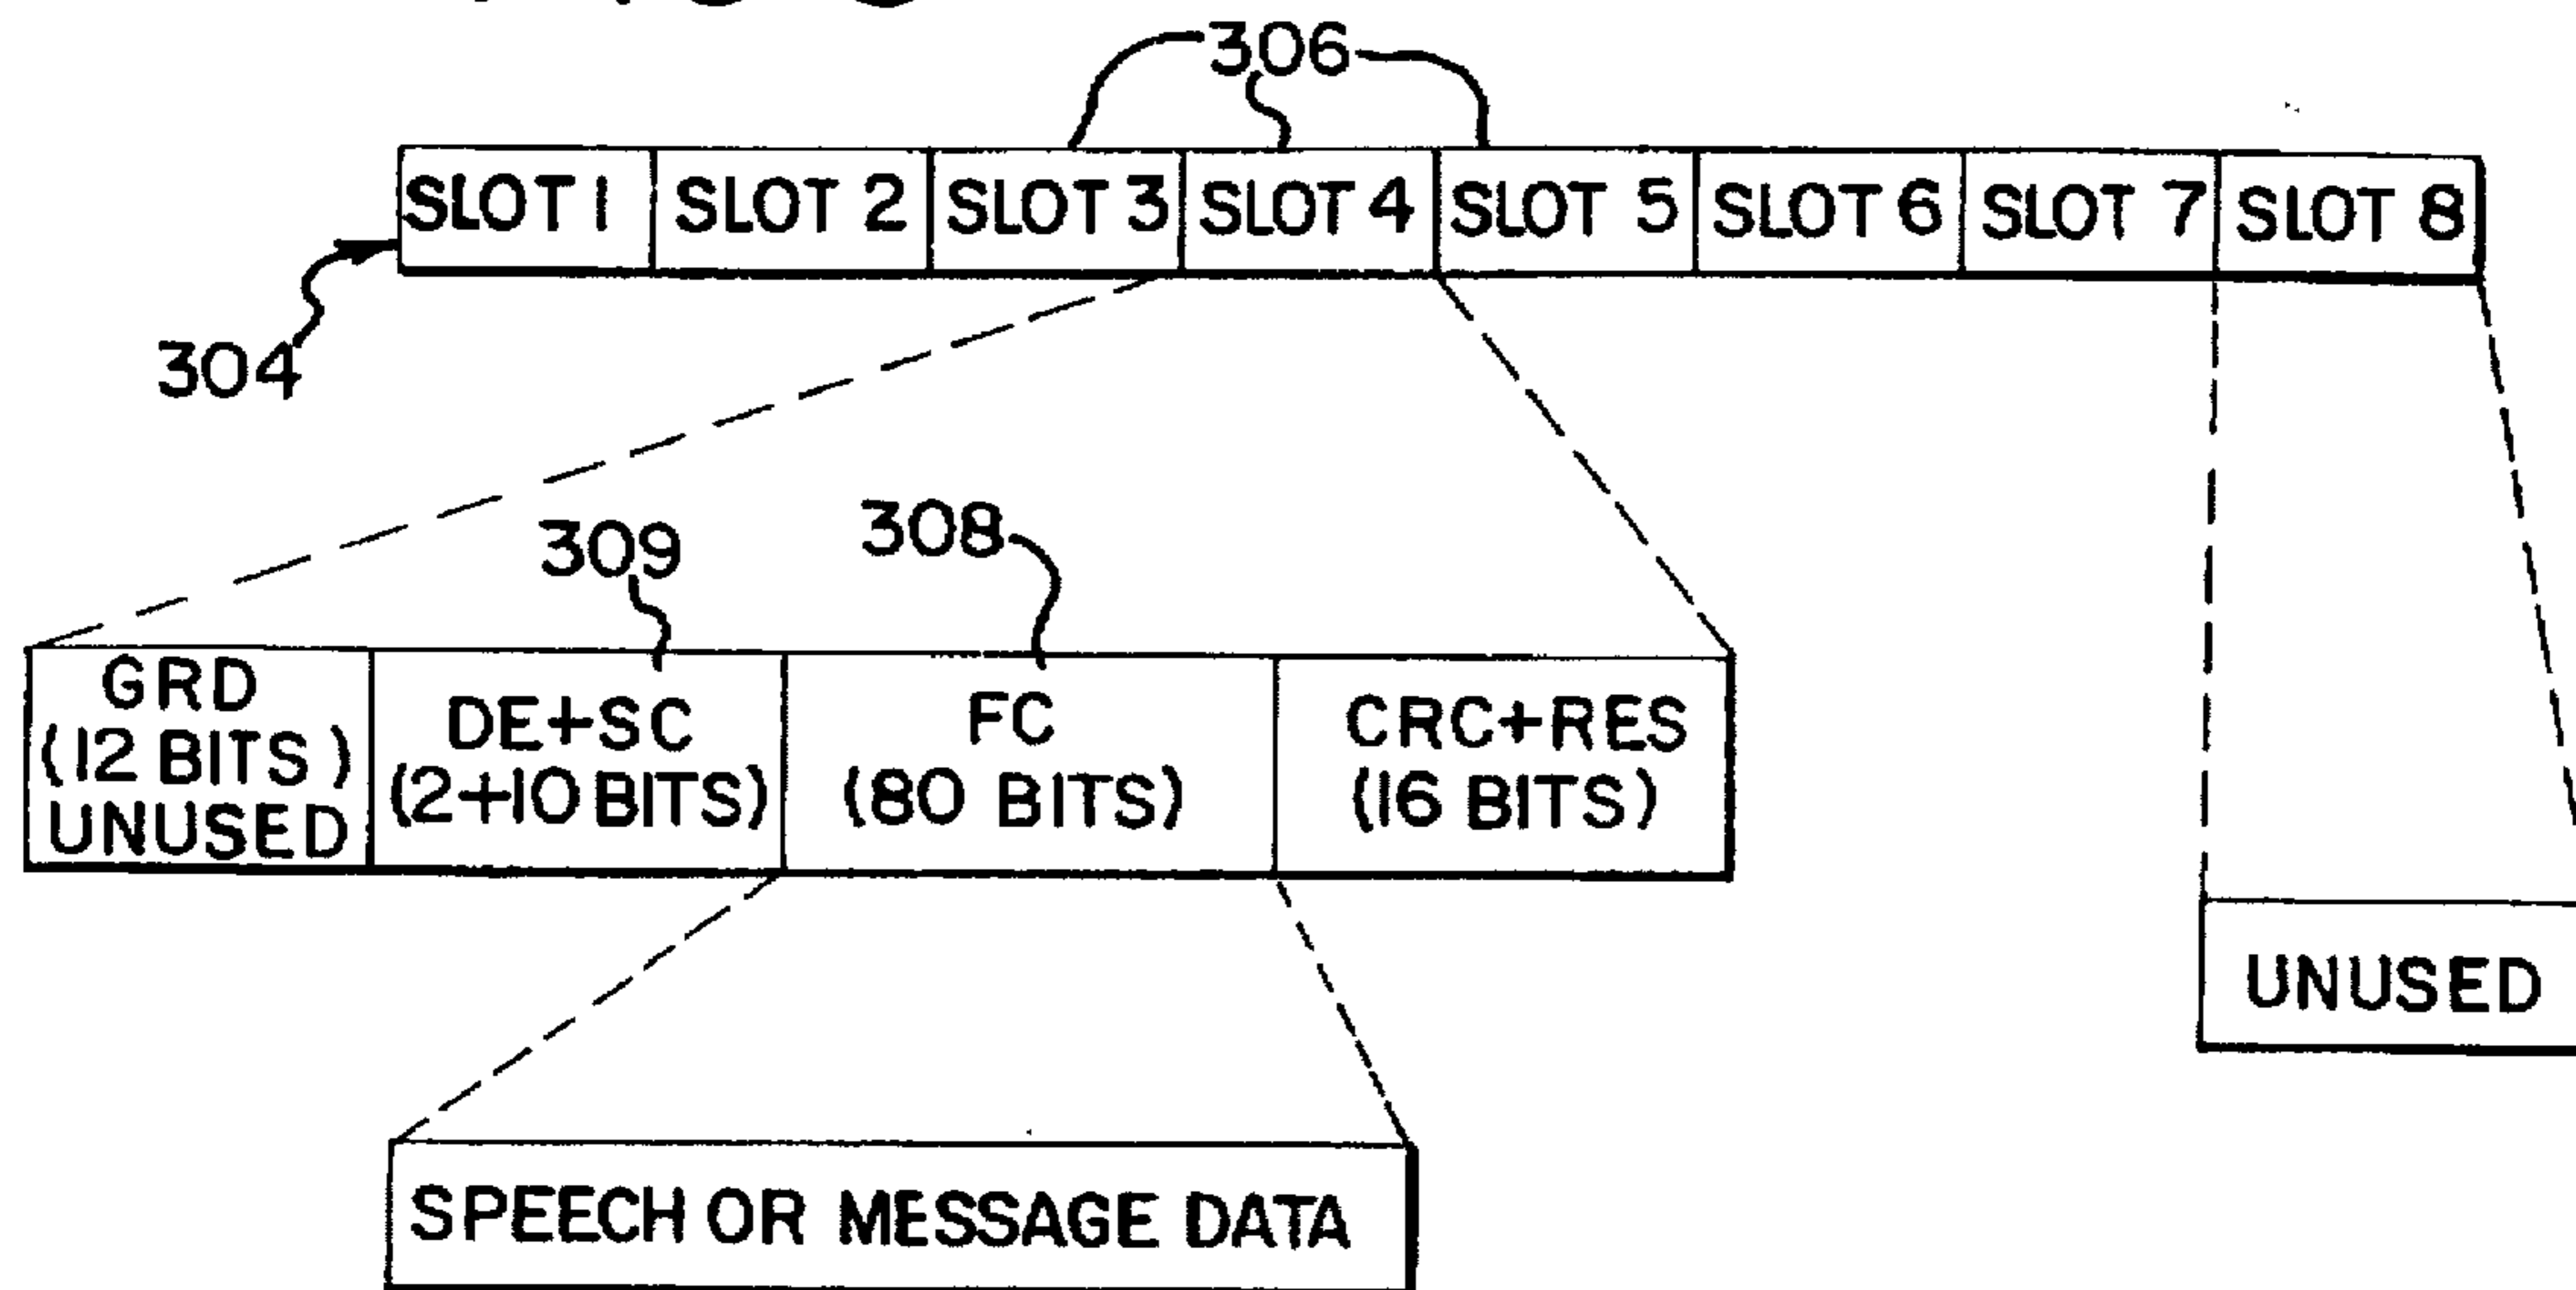 306
SLOT 1 SLOT 2 SLOT 3 SLOT 4 SLOT 5 SLOT 6 SLOT 7 SLOT 8
304
309 308
GRD
(12 BITS)
UNUSED
DE+SC
(2+10 BITS)
FC
(80 BITS)
CRC+RES
(16 BITS)
UNUSED
SPEECH OR MESSAGE DATA